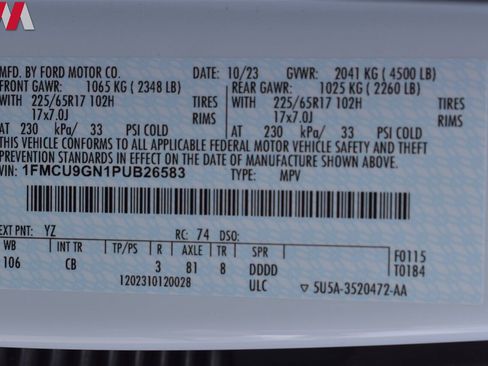 MFD. BY FORD MOTOR CO. DATE: 10/23 GVWR: 2041 KG (4500 LB)
FRONT GAWR: 1065 KG (2348 LB) REAR GAWR: 1025 KG (2260 LB)
WITH 225/65R17 102H TIRES WITH 225/65R17 102H TIRES
17x7.0J RIMS 17x7.0J RIMS
AT 230 kPa/ 33 PSI COLD AT 230 kPa/ 33 PSI COLD
THIS VEHICLE CONFORMS TO ALL APPLICABLE FEDERAL MOTOR VEHICLE SAFETY AND THEFT
PREVENTION STANDARDS IN EFFECT ON THE DATE OF MANUFACTURE SHOWN ABOVE.
VIN: 1FMCU9GN1PUB26583 TYPE: MPV
EXT PNT: YZ RC: 74 DSO:
WB INT TR TP/PS R AXLE TR SPR F0115
106 CB 3 81 8 DDDD T0184
1202310120028 ULC ▽ 5U5A-3520472-AA